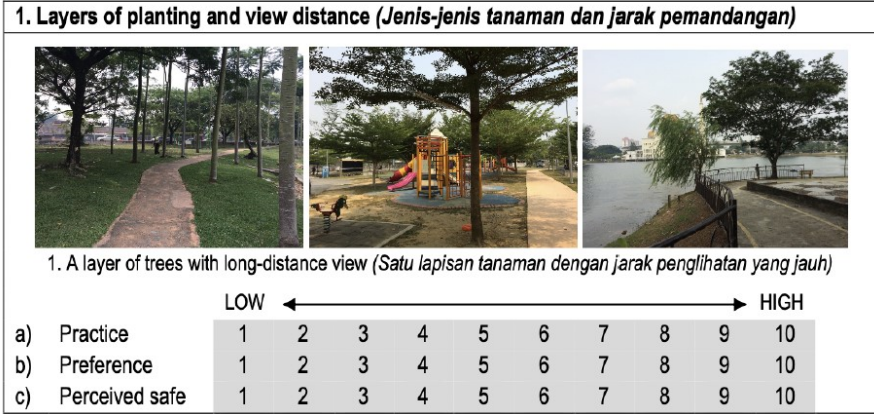 1. Layers of planting and view distance (Jenis-jenis tanaman dan jarak pemandangan)
1. A layer of trees with long-distance view (Satu lapisan tanaman dengan jarak penglihatan yang jauh)
LOW HIGH
a) Practice 1 2 3 4 5 6 7 8 9 10
b) Preference 1 2 3 4 5 6 7 8 9 10
c) Perceived safe 1 2 3 4 5 6 7 8 9 10